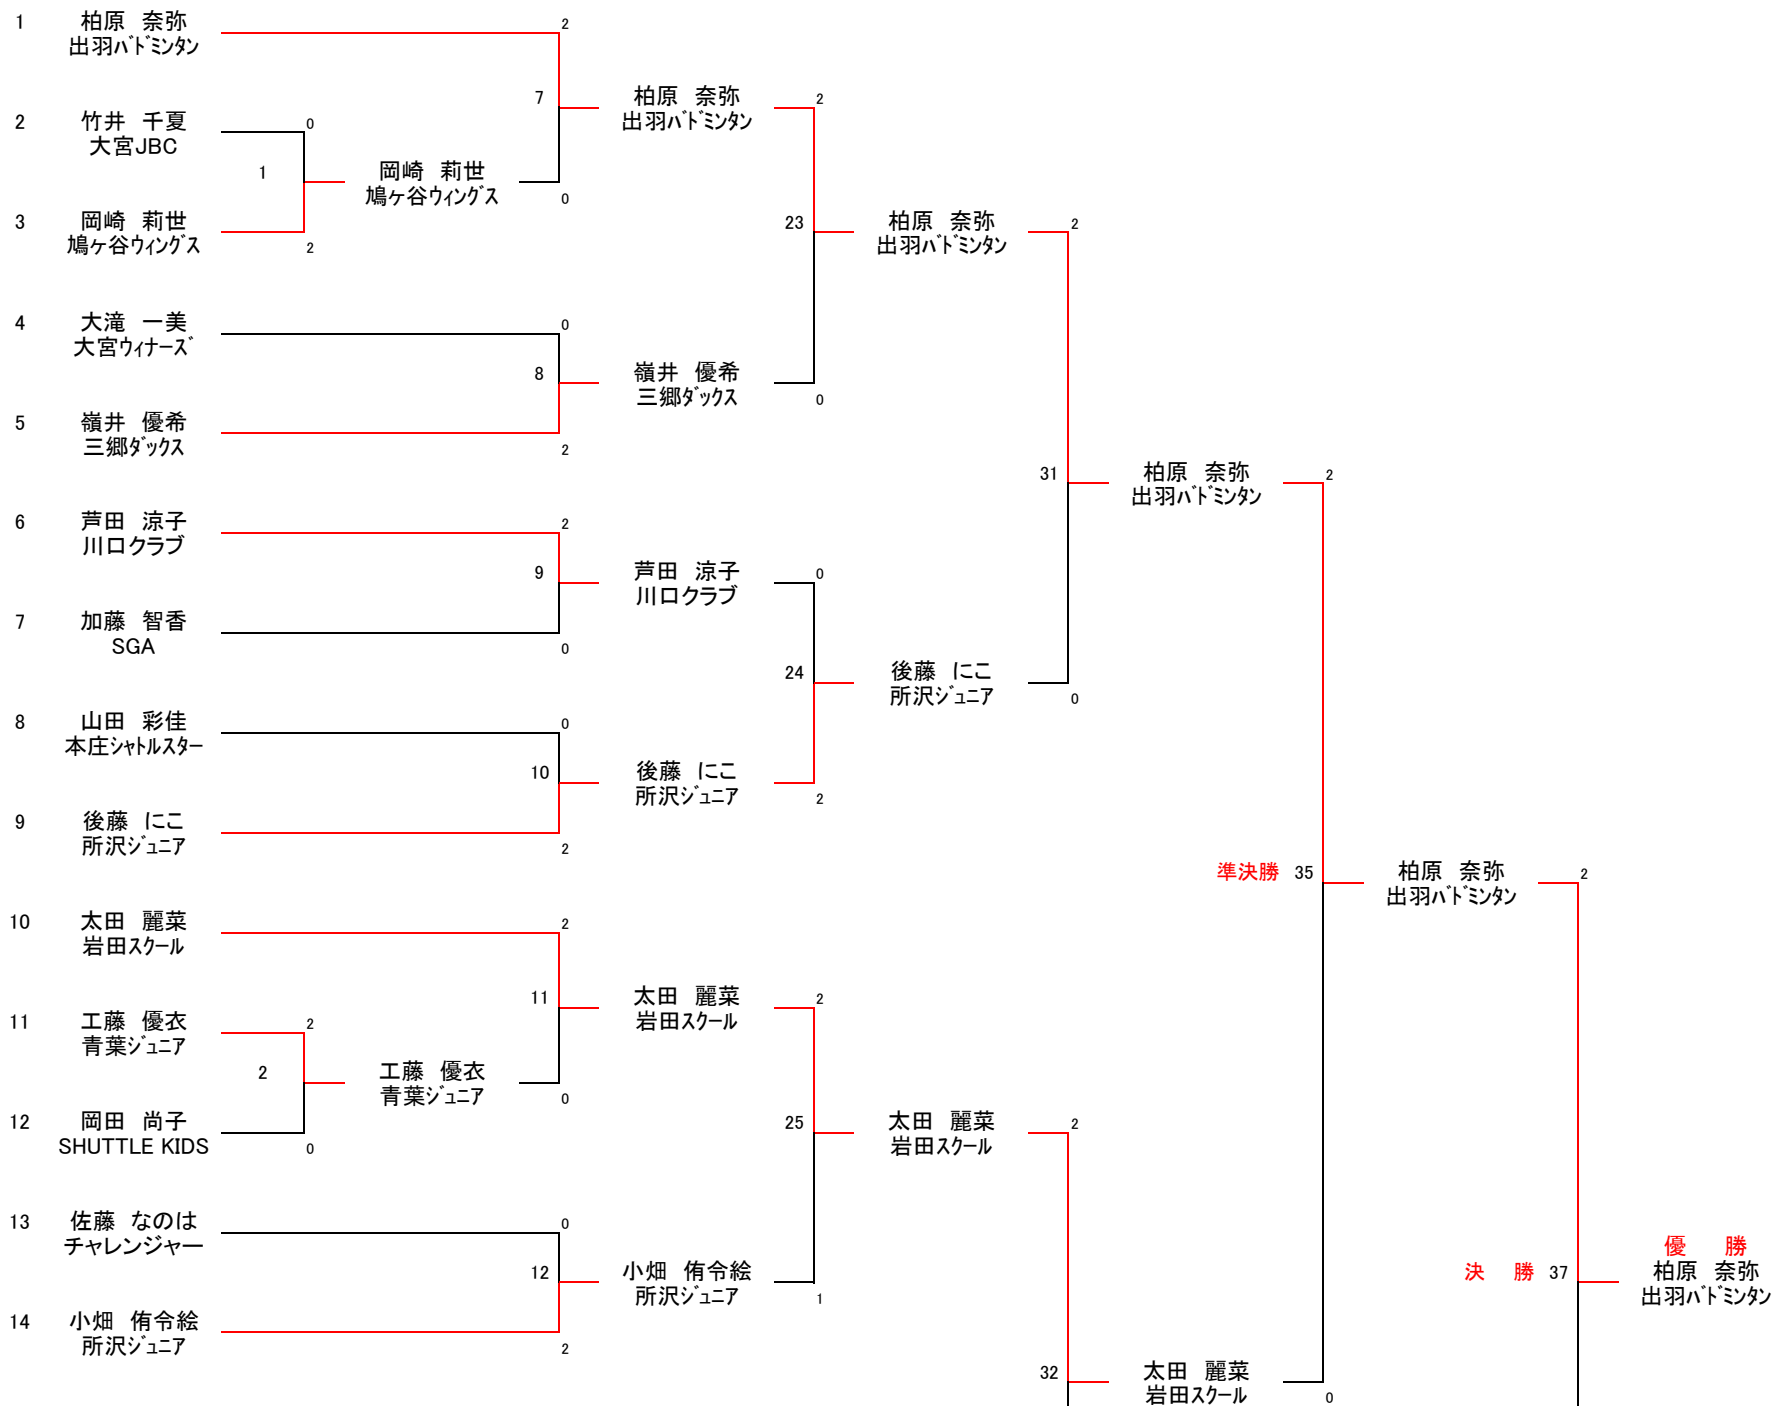 1
柏原 奈弥
出羽ﾊﾞﾄﾞﾐﾝﾀﾝ
2
7
柏原 奈弥
出羽ﾊﾞﾄﾞﾐﾝﾀﾝ
2
2
竹井 千夏
大宮JBC
0
1
岡崎 莉世
鳩ヶ谷ｳｨﾝｸﾞｽ
0
3
岡崎 莉世
鳩ヶ谷ｳｨﾝｸﾞｽ
2
23
柏原 奈弥
出羽ﾊﾞﾄﾞﾐﾝﾀﾝ
2
4
大滝 一美
大宮ｳｨﾅｰｽﾞ
0
8
嶺井 優希
三郷ﾀﾞｯｸｽ
0
5
嶺井 優希
三郷ﾀﾞｯｸｽ
2
31
柏原 奈弥
出羽ﾊﾞﾄﾞﾐﾝﾀﾝ
2
6
芦田 涼子
川口クラブ
2
9
芦田 涼子
川口クラブ
0
7
加藤 智香
SGA
0
24
後藤 にこ
所沢ｼﾞｭﾆｱ
0
8
山田 彩佳
本庄ｼｬﾄﾙｽﾀｰ
0
10
後藤 にこ
所沢ｼﾞｭﾆｱ
2
9
後藤 にこ
所沢ｼﾞｭﾆｱ
2
準決勝 35
柏原 奈弥
出羽ﾊﾞﾄﾞﾐﾝﾀﾝ
2
10
太田 麗菜
岩田ｽｸｰﾙ
2
11
太田 麗菜
岩田ｽｸｰﾙ
2
11
工藤 優衣
青葉ｼﾞｭﾆｱ
2
2
工藤 優衣
青葉ｼﾞｭﾆｱ
0
12
岡田 尚子
SHUTTLE KIDS
0
25
太田 麗菜
岩田ｽｸｰﾙ
2
13
佐藤 なのは
チャレンジャー
0
12
小畑 侑令絵
所沢ｼﾞｭﾆｱ
1
14
小畑 侑令絵
所沢ｼﾞｭﾆｱ
2
決 勝 37
優 勝
柏原 奈弥
出羽ﾊﾞﾄﾞﾐﾝﾀﾝ
32
太田 麗菜
岩田ｽｸｰﾙ
0